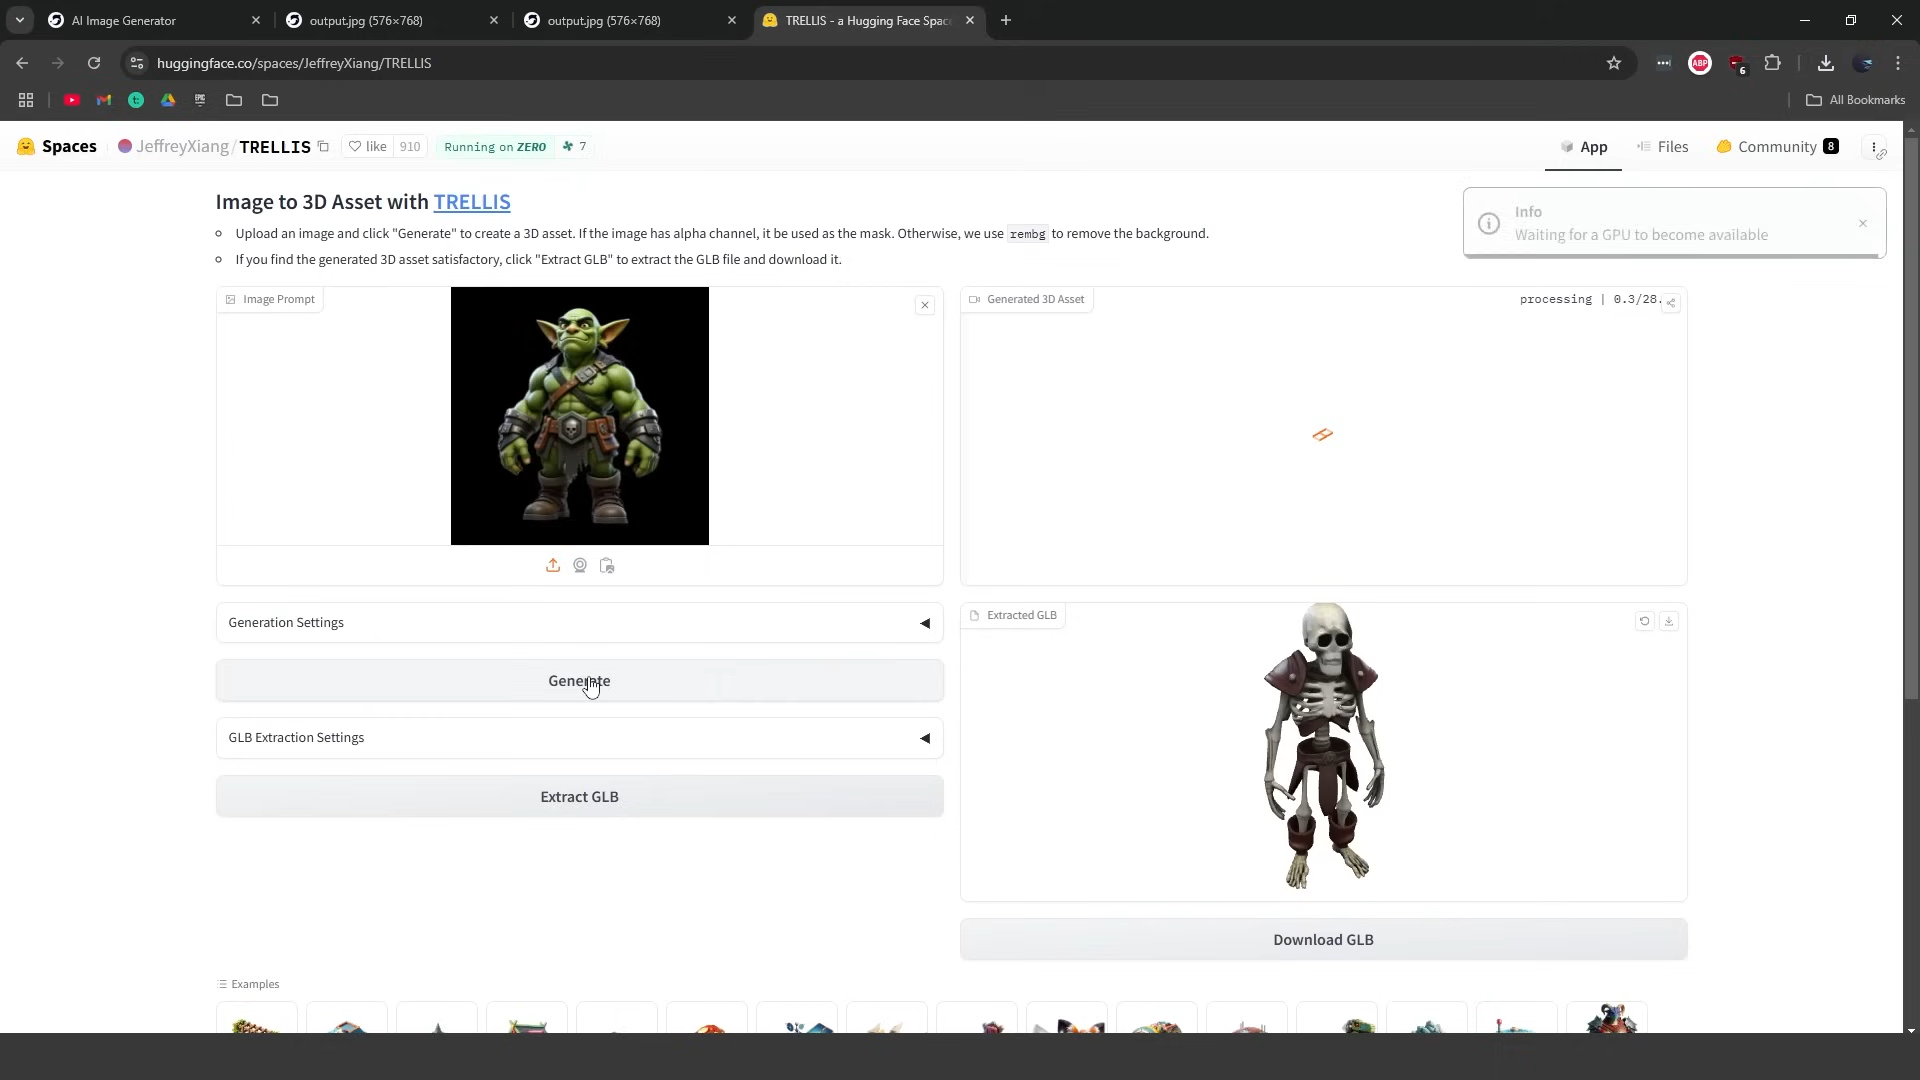 AI Image Generator
output.jpg (576×768)
output.jpg (576×768)
TRELLIS - a Hugging Face Spac
huggingface.co/spaces/JeffreyXiang/TRELLIS
ABP
6
EPIC
All Bookmarks
Spaces
JeffreyXiang/TRELLIS
like 910
Running on ZERO
7
App
Files
Community 8
Image to 3D Asset with TRELLIS
Upload an image and click "Generate" to create a 3D asset. If the image has alpha channel, it be used as the mask. Otherwise, we use rembg to remove the background.
If you find the generated 3D asset satisfactory, click "Extract GLB" to extract the GLB file and download it.
Info
Waiting for a GPU to become available
Image Prompt
Generated 3D Asset
processing | 0.3/28.
Generation Settings
Generate
GLB Extraction Settings
Extract GLB
Extracted GLB
Download GLB
Examples